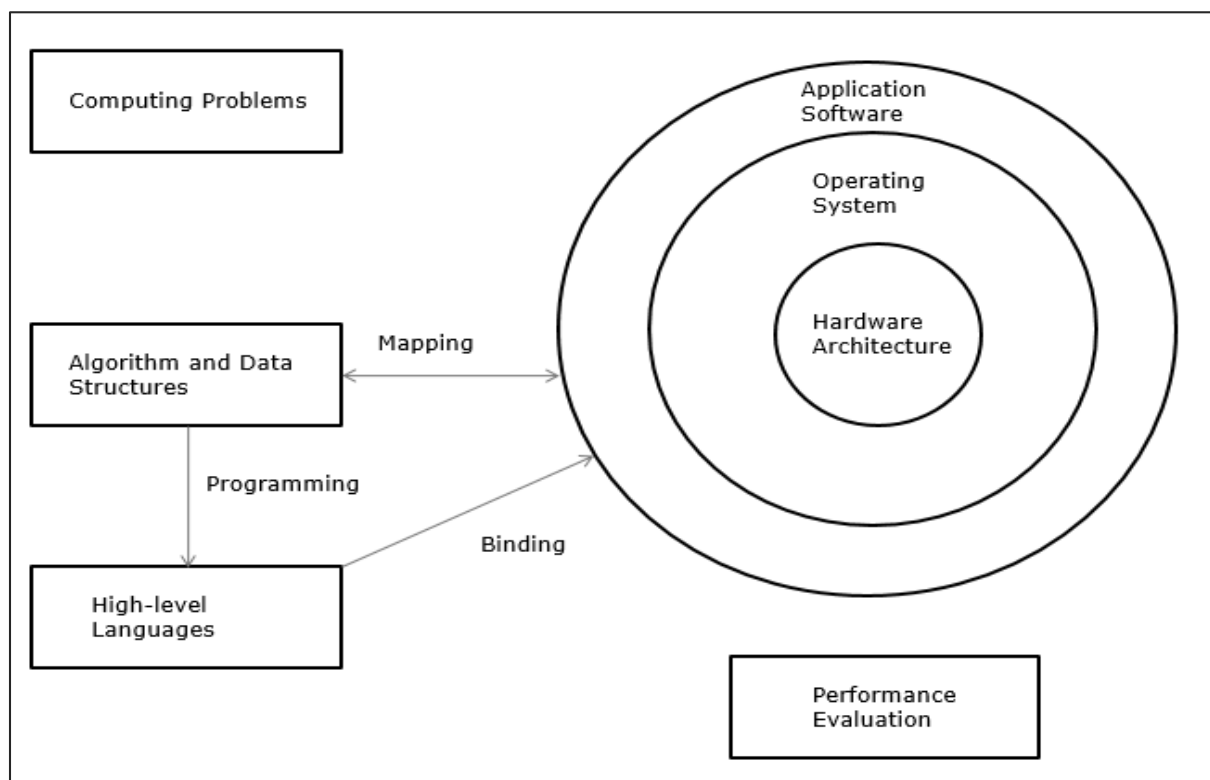 Computing Problems
Application
Software
Operating
System
Hardware
Architecture
Mapping
Algorithm and Data
Structures
Programming
Binding
High-level
Languages
Performance
Evaluation